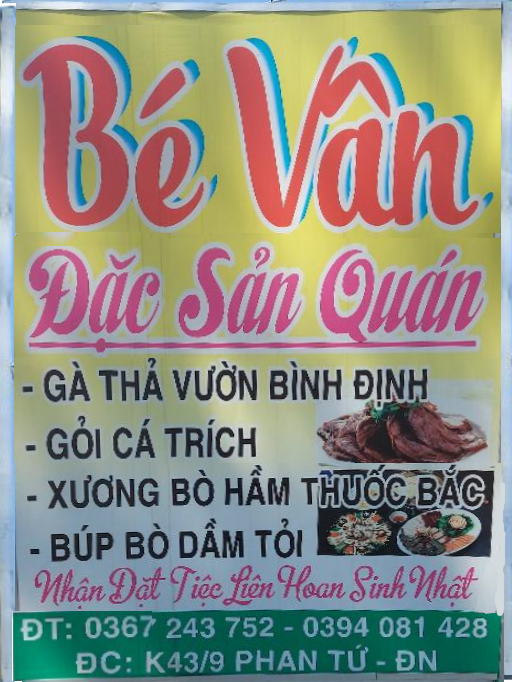 Bé Vân
Đặc Sản Quán
- GÀ THẢ VƯỜN BÌNH ĐỊNH
- GỎI CÁ TRÍCH
- XƯƠNG BÒ HẦM THUỐC BẮC
- BÚP BÒ DẦM TỎI
Nhận Đặt Tiệc Liên Hoan Sinh Nhật
ĐT: 0367 243 752 - 0394 081 428
ĐC: K43/9 PHAN TỨ - ĐN